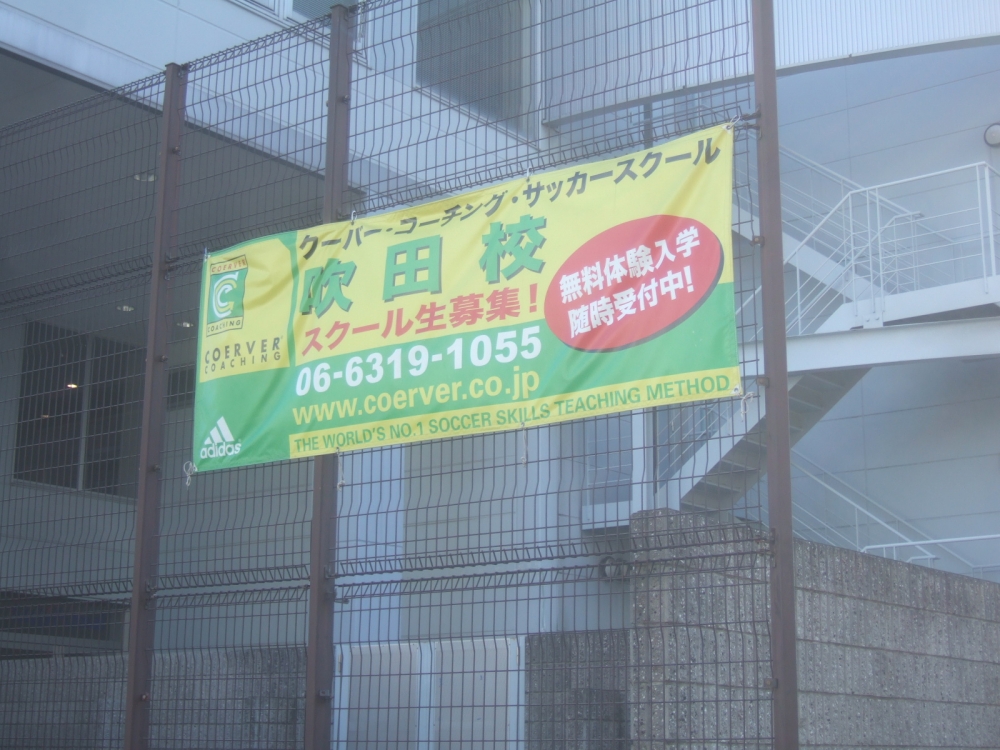 クーバー・コーチング・サッカースクール
吹田校
スクール生募集!
無料体験入学
随時受付中!
06-6319-1055
www.coerver.co.jp
THE WORLD'S NO.1 SOCCER SKILLS TEACHING METHOD
COERVER
C
COACHING
COERVER
COACHING
adidas